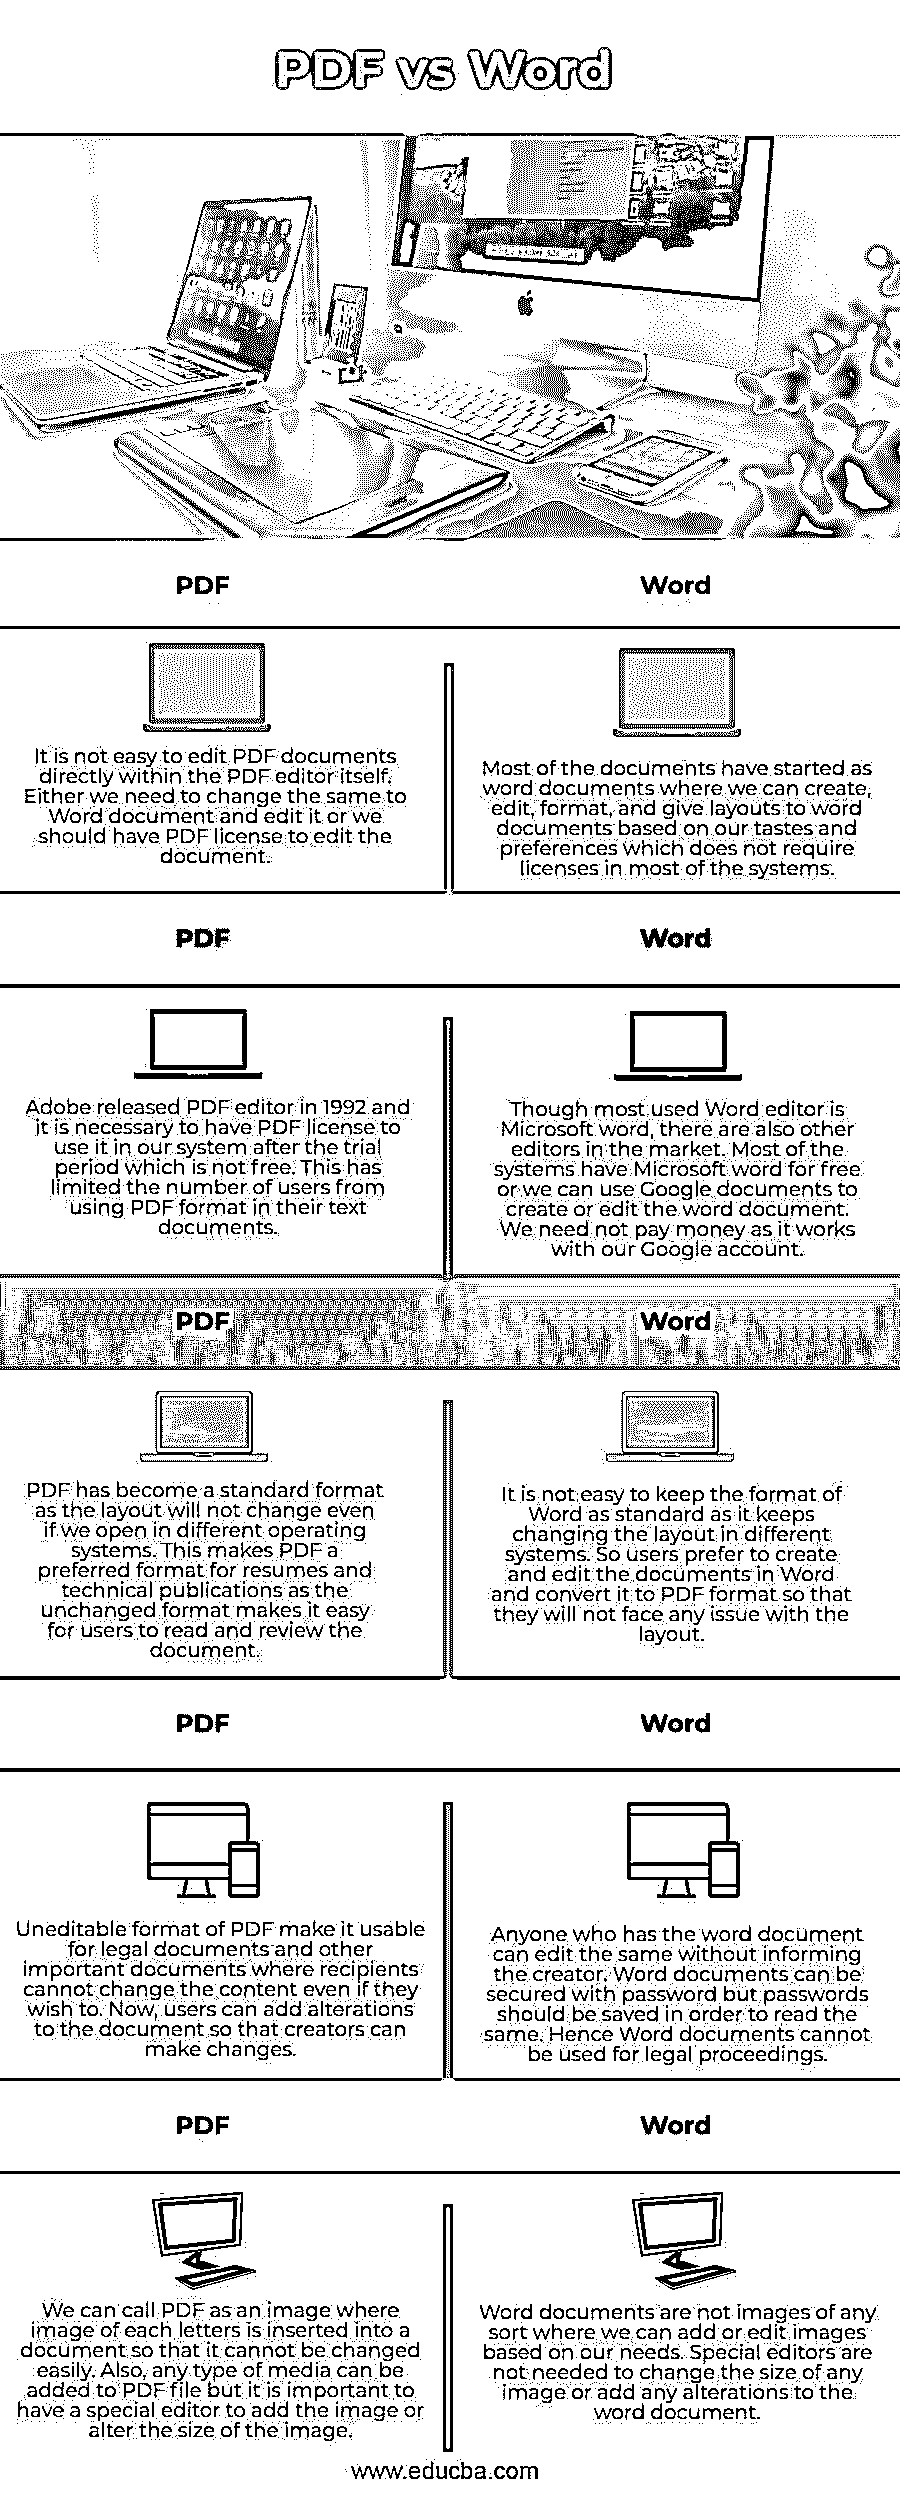 PDF vs Word
PDF
Word
It is not easy to edit PDF documents
directly within the PDF editor itself.
Either we need to change the same to
Word document and edit it or we
should have PDF license to edit the
document.
Most of the documents have started as
word documents where we can create,
edit, format, and give layouts to word
documents based on our tastes and
preferences which does not require
licenses in most of the systems.
PDF
Word
Adobe released PDF editor in 1992 and
it is necessary to have PDF license to
use it in our system after the trial
period which is not free. This has
limited the number of users from
using PDF format in their text
documents.
Though most used Word editor is
Microsoft word, there are also other
editors in the market. Most of the
systems have Microsoft word for free
or we can use Google documents to
create or edit the word document.
We need not pay money as it works
with our Google account.
PDF
Word
PDF has become a standard format
as the layout will not change even
if we open in different operating
systems. This makes PDF a
preferred format for resumes and
technical publications as the
unchanged format makes it easy
for users to read and review the
document.
It is not easy to keep the format of
Word as standard as it keeps
changing the layout in different
systems. So users prefer to create
and edit the documents in Word
and convert it to PDF format so that
they will not face any issue with the
layout.
PDF
Word
Uneditable format of PDF make it usable
for legal documents and other
important documents where recipients
cannot change the content even if they
wish to. Now, users can add alterations
to the document so that creators can
make changes.
Anyone who has the word document
can edit the same without informing
the creator. Word documents can be
secured with password but passwords
should be saved in order to read the
same. Hence Word documents cannot
be used for legal proceedings.
PDF
Word
We can call PDF as an image where
image of each letters is inserted into a
document so that it cannot be changed
easily. Also, any type of media can be
added to PDF file but it is important to
have a special editor to add the image or
alter the size of the image.
Word documents are not images of any
sort where we can add or edit images
based on our needs. Special editors are
not needed to change the size of any
image or add any alterations to the
word document.
www.educba.com